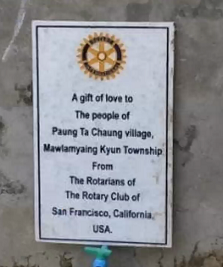 A gift of love to
The people of
Paung Ta Chaung village,
Mawlamyaing Kyun Township
From
The Rotarians of
The Rotary Club of
San Francisco, California,
USA.